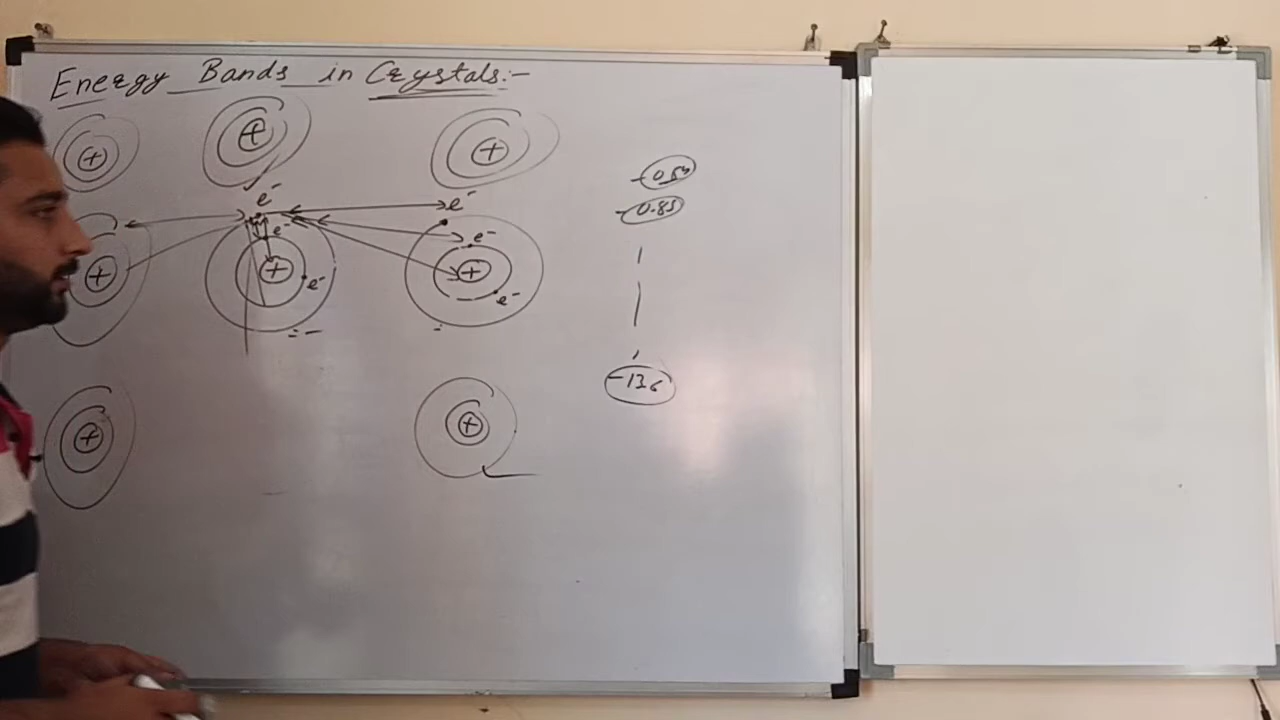 Energy Bands in Crystals:-
+ + +
-0.54
e⁻ e⁻
-0.85
e⁻ e⁻
+ + +
e⁻ e⁻
-13.6
+ +